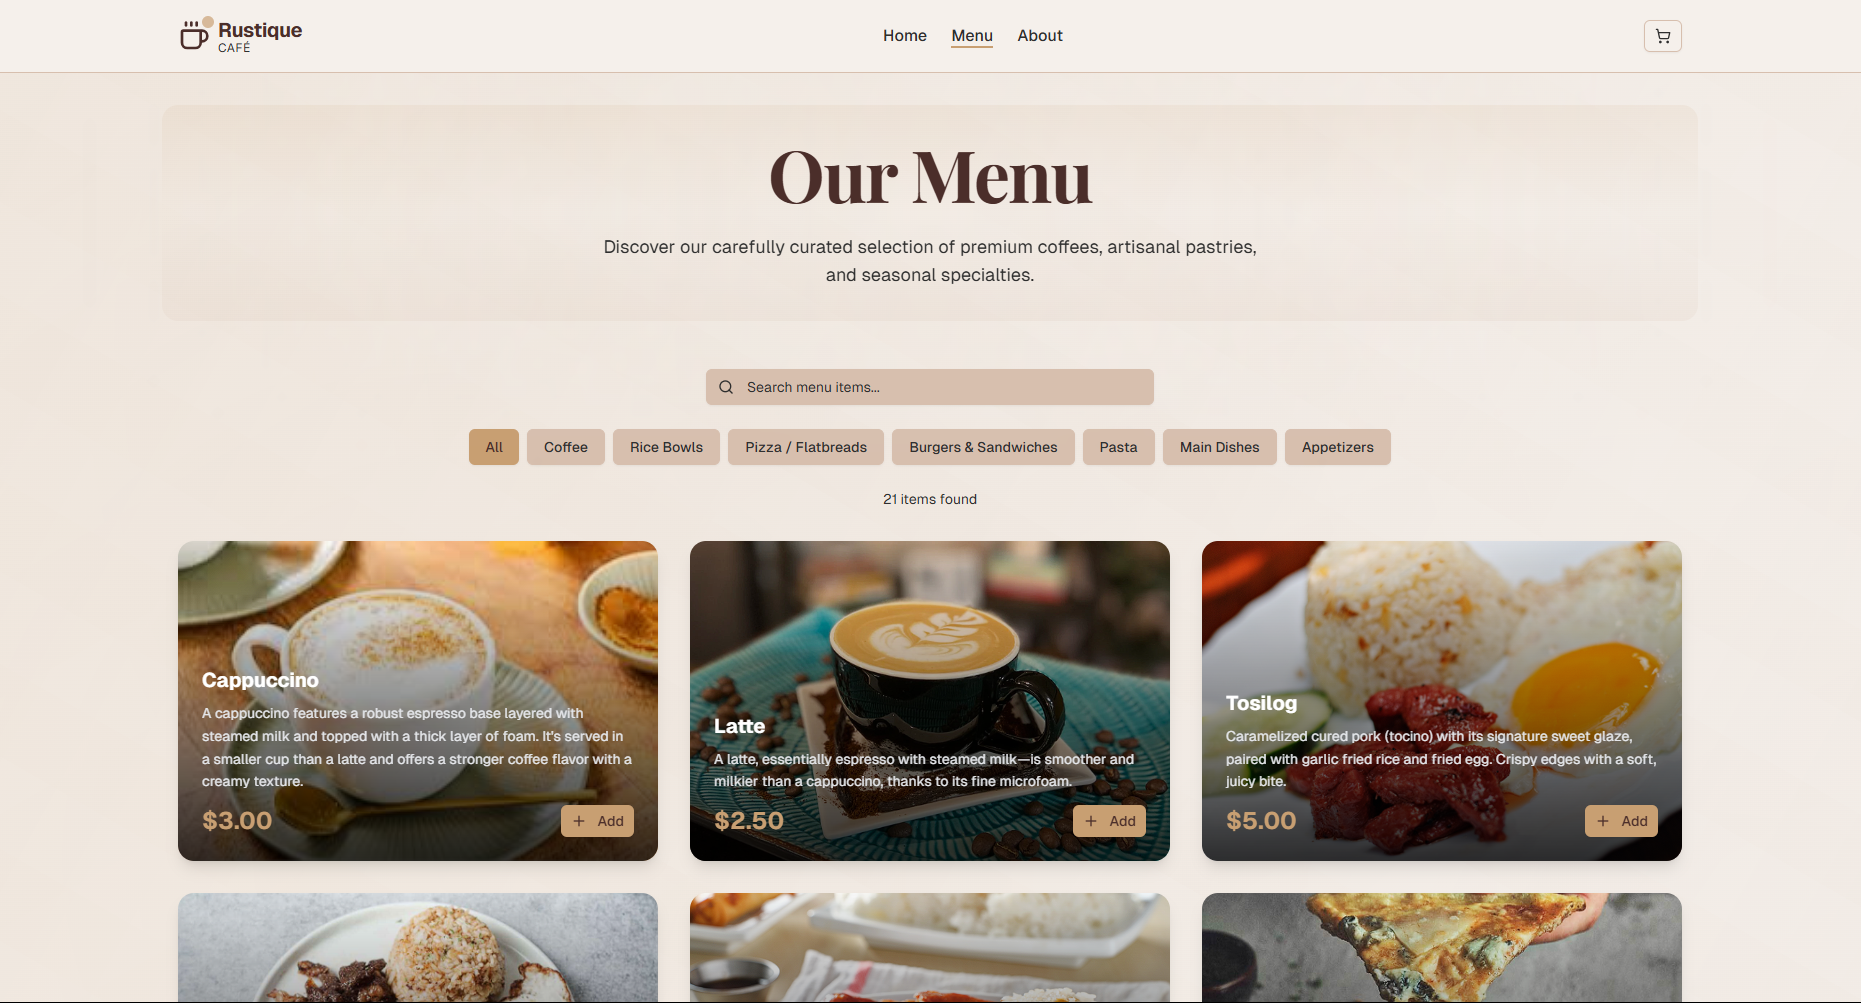 Rustique
CAFÉ
Home
Menu
About
Our Menu
Discover our carefully curated selection of premium coffees, artisanal pastries,
and seasonal specialties.
Search menu items...
All
Coffee
Rice Bowls
Pizza / Flatbreads
Burgers & Sandwiches
Pasta
Main Dishes
Appetizers
21 items found
Cappuccino
A cappuccino features a robust espresso base layered with
steamed milk and topped with a thick layer of foam. It's served in
a smaller cup than a latte and offers a stronger coffee flavor with a
creamy texture.
$3.00
+ Add
Latte
A latte, essentially espresso with steamed milk—is smoother and
milkier than a cappuccino, thanks to its fine microfoam.
$2.50
+ Add
Tosilog
Caramelized cured pork (tocino) with its signature sweet glaze,
paired with garlic fried rice and fried egg. Crispy edges with a soft,
juicy bite.
$5.00
+ Add